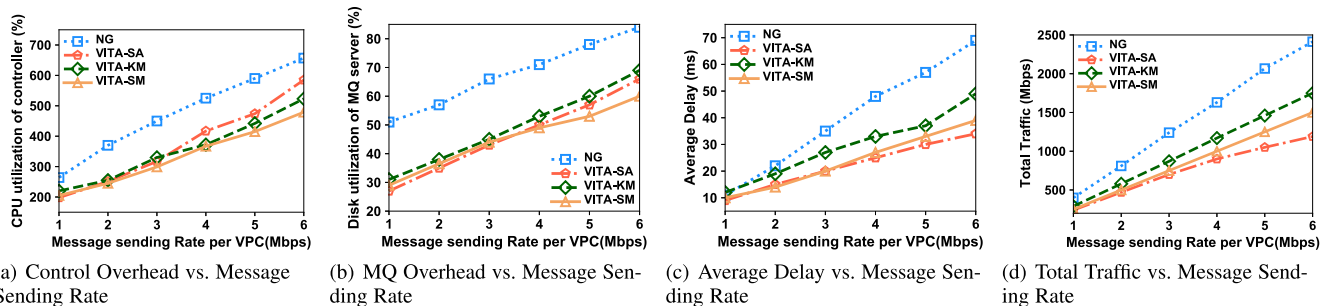 CPU utilization of controller (%)
700
600
500
400
300
200
NG
VITA-SA
VITA-KM
VITA-SM
1 2 3 4 5 6
Message sending Rate per VPC(Mbps)
a) Control Overhead vs. Message
Sending Rate
Disk utilization of MQ server (%)
80
70
60
50
40
30
20
NG
VITA-SA
VITA-KM
VITA-SM
1 2 3 4 5 6
Message sending Rate per VPC(Mbps)
(b) MQ Overhead vs. Message Sen-
ding Rate
Average Delay (ms)
70
60
50
40
30
20
10
NG
VITA-SA
VITA-KM
VITA-SM
1 2 3 4 5 6
Message sending Rate per VPC(Mbps)
(c) Average Delay vs. Message Sen-
ding Rate
Total Traffic (Mbps)
2500
2000
1500
1000
500
NG
VITA-SA
VITA-KM
VITA-SM
1 2 3 4 5 6
Message sending Rate per VPC(Mbps)
(d) Total Traffic vs. Message Send-
ing Rate